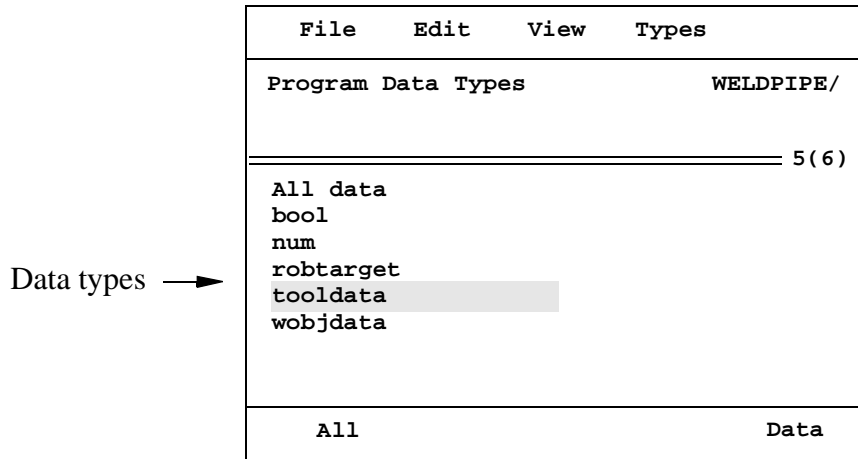 File Edit View Types
Program Data Types WELDPIPE/
5(6)
All data
bool
num
robtarget
Data types
tooldata
wobjdata
All Data